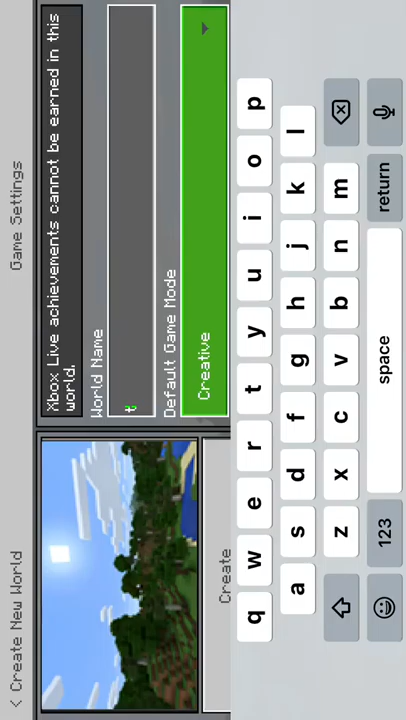 < Create New World
Game Settings
Xbox Live achievements cannot be earned in this
world.
World Name
t
Default Game Mode
Creative
Create
q w e r t y u i o p
a s d f g h j k l
z x c v b n m
123 space return